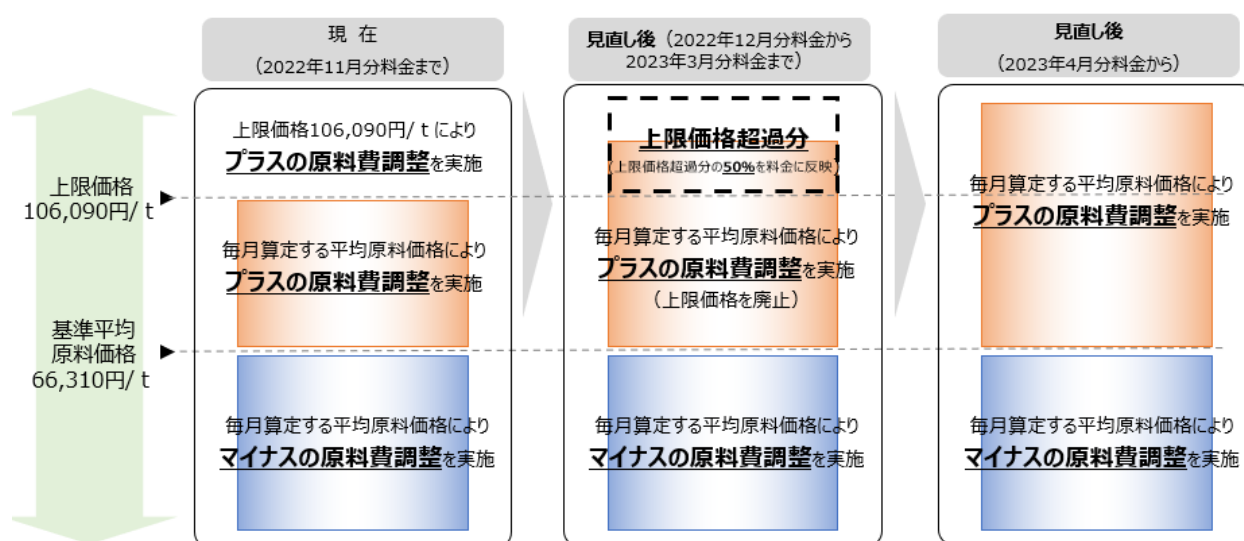 現 在
(2022年11月分料金まで)
見直し後(2022年12月分料金から
2023年3月分料金まで)
見直し後
(2023年4月分料金から)
上限価格
106,090円/ t
基準平均
原料価格
66,310円/ t
上限価格106,090円/ t により
プラスの原料費調整を実施
毎月算定する平均原料価格により
プラスの原料費調整を実施
毎月算定する平均原料価格により
マイナスの原料費調整を実施
上限価格超過分
(上限価格超過分の50%を料金に反映)
毎月算定する平均原料価格により
プラスの原料費調整を実施
(上限価格を廃止)
毎月算定する平均原料価格により
マイナスの原料費調整を実施
毎月算定する平均原料価格により
プラスの原料費調整を実施
毎月算定する平均原料価格により
マイナスの原料費調整を実施